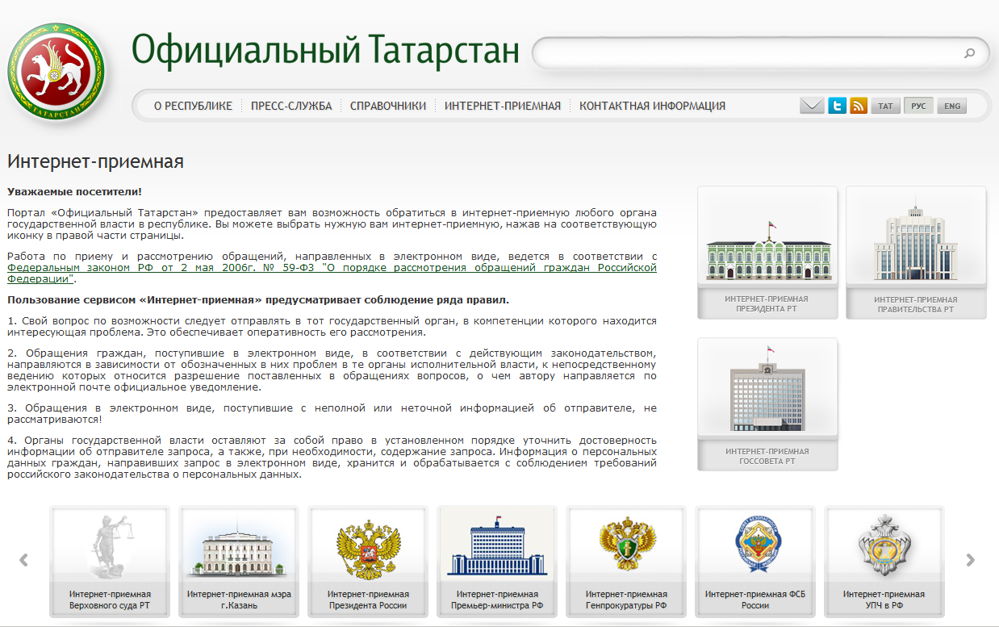 Официальный Татарстан
ТАТАРСТАН
О РЕСПУБЛИКЕ ПРЕСС-СЛУЖБА СПРАВОЧНИКИ ИНТЕРНЕТ-ПРИЕМНАЯ КОНТАКТНАЯ ИНФОРМАЦИЯ ТАТ РУС ENG
Интернет-приемная
Уважаемые посетители!
Портал «Официальный Татарстан» предоставляет вам возможность обратиться в интернет-приемную любого органа
государственной власти в республике. Вы можете выбрать нужную вам интернет-приемную, нажав на соответствующую
иконку в правой части страницы.
Работа по приему и рассмотрению обращений, направленных в электронном виде, ведется в соответствии с
Федеральным законом РФ от 2 мая 2006г. № 59-ФЗ "О порядке рассмотрения обращений граждан Российской
Федерации".
Пользование сервисом «Интернет-приемная» предусматривает соблюдение ряда правил.
1. Свой вопрос по возможности следует отправлять в тот государственный орган, в компетенции которого находится
интересующая проблема. Это обеспечивает оперативность его рассмотрения.
2. Обращения граждан, поступившие в электронном виде, в соответствии с действующим законодательством,
направляются в зависимости от обозначенных в них проблем в те органы исполнительной власти, к непосредственному
ведению которых относится разрешение поставленных в обращениях вопросов, о чем автору направляется по
электронной почте официальное уведомление.
3. Обращения в электронном виде, поступившие с неполной или неточной информацией об отправителе, не
рассматриваются!
4. Органы государственной власти оставляют за собой право в установленном порядке уточнить достоверность
информации об отправителе запроса, а также, при необходимости, содержание запроса. Информация о персональных
данных граждан, направивших запрос в электронном виде, хранится и обрабатывается с соблюдением требований
российского законодательства о персональных данных.
ИНТЕРНЕТ-ПРИЕМНАЯ
ПРЕЗИДЕНТА РТ
ИНТЕРНЕТ-ПРИЕМНАЯ
ПРАВИТЕЛЬСТВА РТ
ИНТЕРНЕТ-ПРИЕМНАЯ
ГОССОВЕТА РТ
Интернет-приемная
Верховного суда РТ
Интернет-приемная мэра
г.Казань
Интернет-приемная
Президента России
Интернет-приемная
Премьер-министра РФ
Интернет-приемная
Генпрокуратуры РФ
Интернет-приемная ФСБ
России
Интернет-приемная
УПЧ в РФ